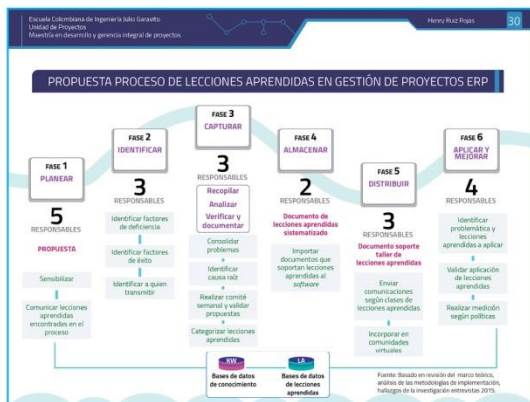 Escuela Colombiana de Ingeniería Julio Garavito
Unidad de Proyectos
Maestría en desarrollo y gerencia integral de proyectos
Henry Ruiz Rojas
30
PROPUESTA PROCESO DE LECCIONES APRENDIDAS EN GESTIÓN DE PROYECTOS ERP
FASE 1
PLANEAR
5
RESPONSABLES
PROPUESTA
Sensibilizar
Comunicar lecciones
aprendidas
encontradas en el
proceso
FASE 2
IDENTIFICAR
3
RESPONSABLES
Identificar factores
de deficiencia
Identificar factores
de éxito
Identificar a quien
transmitir
FASE 3
CAPTURAR
3
RESPONSABLES
Recopilar
Analizar
Verificar y
documentar
Consolidar
problemas
Identificar
causa raíz
Realizar comité
semanal y validar
propuestas
Categorizar lecciones
aprendidas
FASE 4
ALMACENAR
2
RESPONSABLES
Documento de
lecciones aprendidas
sistematizado
Importar
documentos que
soportan lecciones
aprendidas al
software
FASE 5
DISTRIBUIR
3
RESPONSABLES
Documento soporte
taller de
lecciones aprendidas
Enviar
comunicaciones
según clases de
lecciones aprendidas
Incorporar en
comunidades
virtuales
FASE 6
APLICAR Y
MEJORAR
4
RESPONSABLES
Identificar
problemática y
lecciones
aprendidas a aplicar
Validar aplicación
de lecciones
aprendidas
Realizar medición
según políticas
KW
Bases de datos
de conocimiento
LA
Bases de datos
de lecciones
aprendidas
Fuente: Basado en revisión del marco teórico,
análisis de las metodologías de implementación,
hallazgos de la investigación entrevistas 2019.